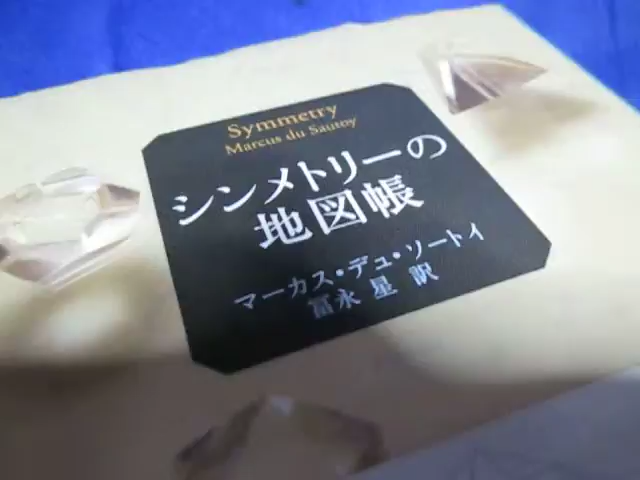 Symmetry
Marcus du Sautoy
シンメトリーの
地図帳
マーカス・デュ・ソートイ
冨永 星 訳